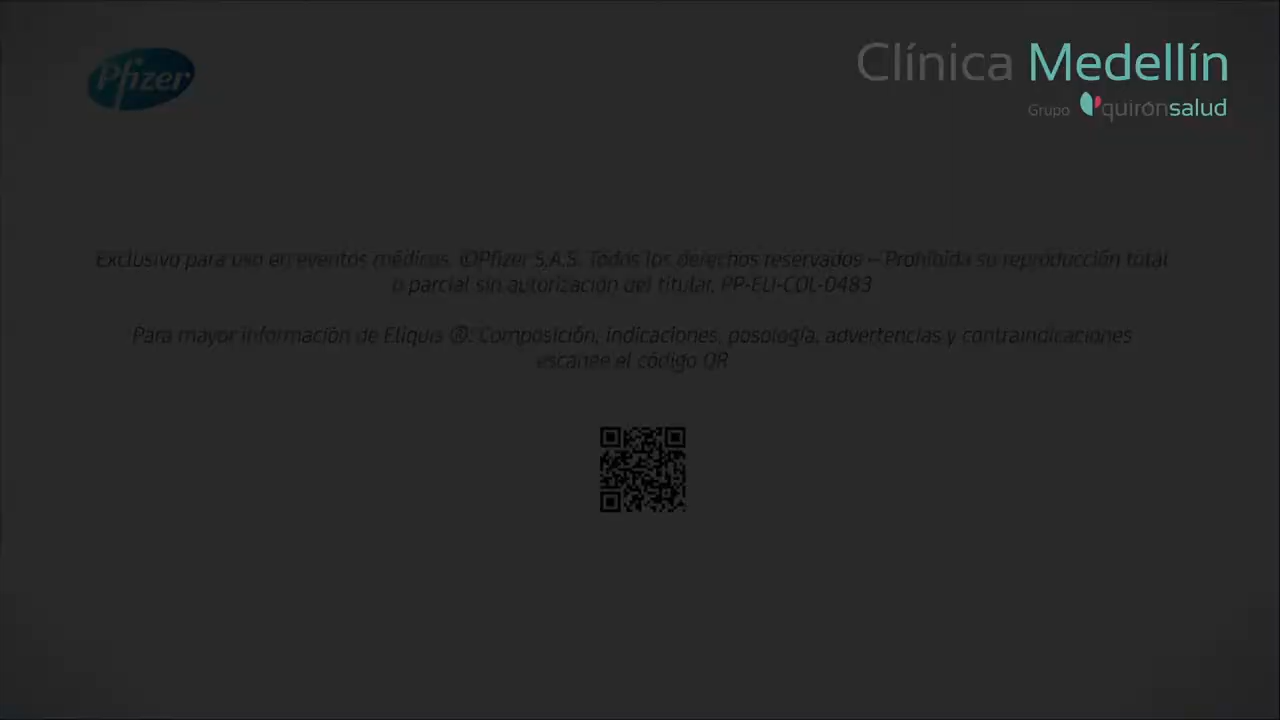 Pfizer
Clínica Medellín
Grupo quirónsalud
Exclusivo para uso en eventos médicos. ©Pfizer S.A.S. Todos los derechos reservados – Prohibida su reproducción total
o parcial sin autorización del titular. PP-ELI-COL-0483
Para mayor información de Eliquis ®: Composición, indicaciones, posología, advertencias y contraindicaciones
escanee el código QR